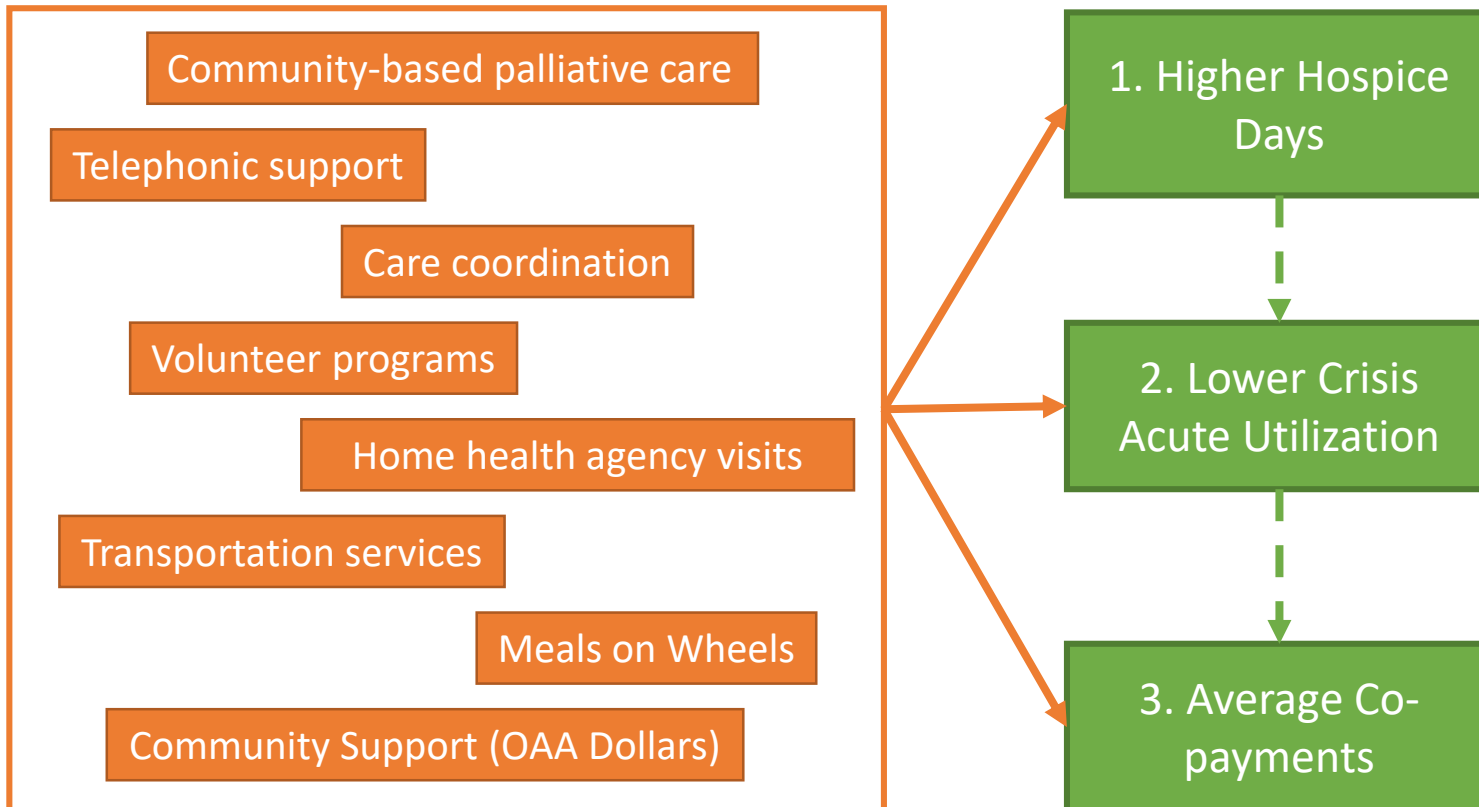 Community-based palliative care
Telephonic support
Care coordination
Volunteer programs
Home health agency visits
Transportation services
Meals on Wheels
Community Support (OAA Dollars)
1. Higher Hospice
Days
2. Lower Crisis
Acute Utilization
3. Average Co-
payments